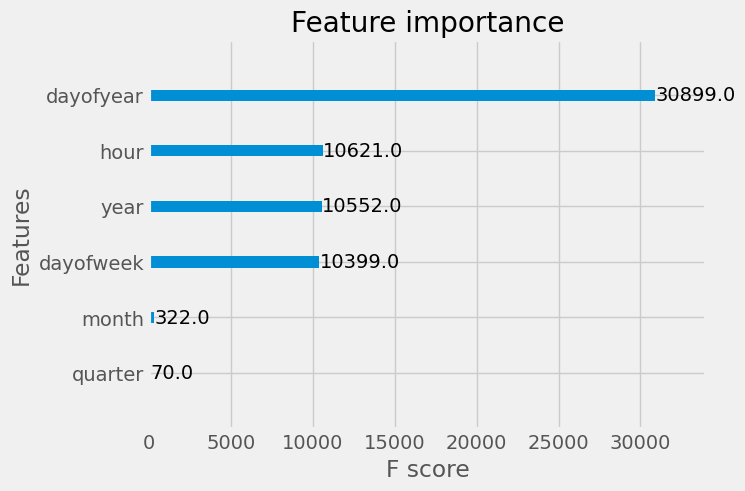 Feature importance
dayofyear 30899.0
hour 10621.0
year 10552.0
dayofweek 10399.0
month 322.0
quarter 70.0
Features
0 5000 10000 15000 20000 25000 30000
F score